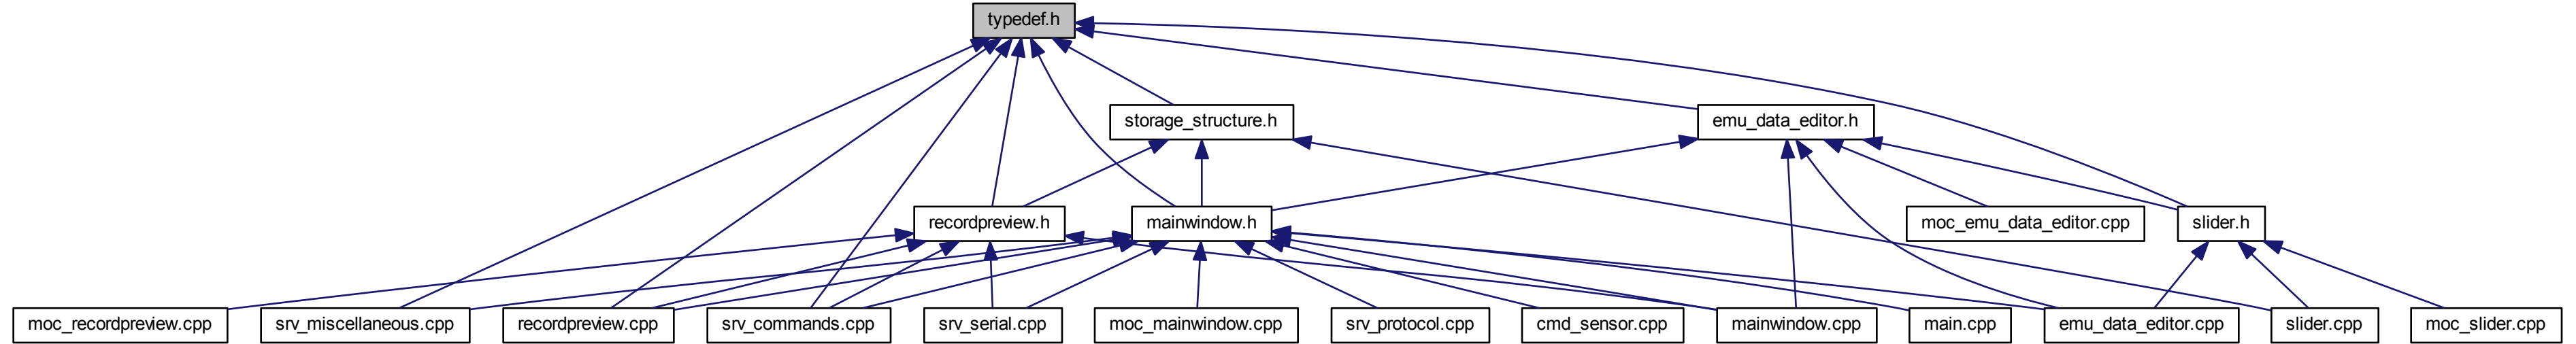 typedef.h
storage_structure.h
emu_data_editor.h
recordpreview.h
mainwindow.h
moc_emu_data_editor.cpp
slider.h
moc_recordpreview.cpp
srv_miscellaneous.cpp
recordpreview.cpp
srv_commands.cpp
srv_serial.cpp
moc_mainwindow.cpp
srv_protocol.cpp
cmd_sensor.cpp
mainwindow.cpp
main.cpp
emu_data_editor.cpp
slider.cpp
moc_slider.cpp